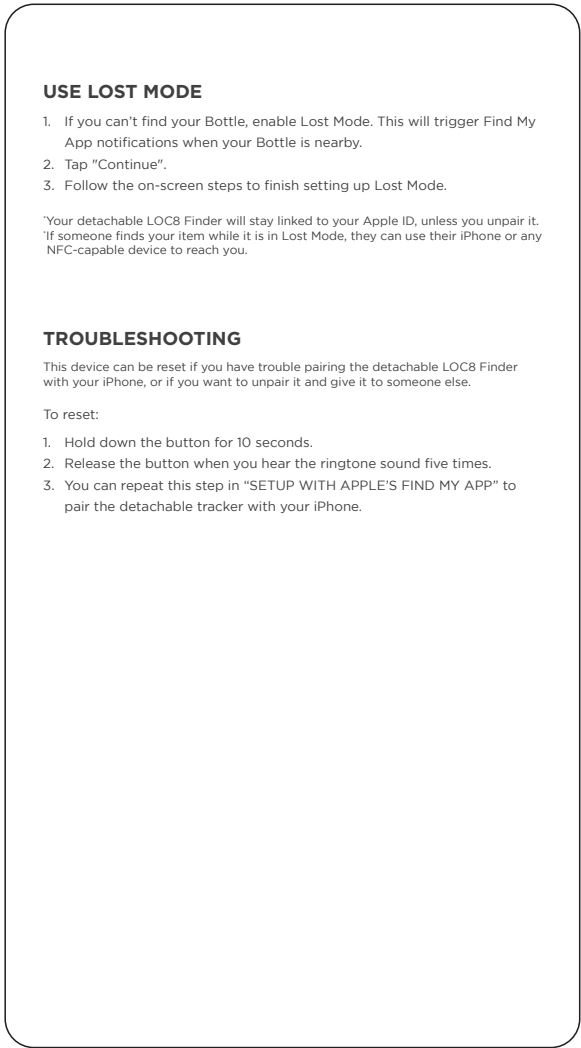 USE LOST MODE
1. If you can't find your Bottle, enable Lost Mode. This will trigger Find My
App notifications when your Bottle is nearby.
2. Tap "Continue".
3. Follow the on-screen steps to finish setting up Lost Mode.
*Your detachable LOC8 Finder will stay linked to your Apple ID, unless you unpair it.
*If someone finds your item while it is in Lost Mode, they can use their iPhone or any
NFC-capable device to reach you.
TROUBLESHOOTING
This device can be reset if you have trouble pairing the detachable LOC8 Finder
with your iPhone, or if you want to unpair it and give it to someone else.
To reset:
1. Hold down the button for 10 seconds.
2. Release the button when you hear the ringtone sound five times.
3. You can repeat this step in “SETUP WITH APPLE’S FIND MY APP” to
pair the detachable tracker with your iPhone.